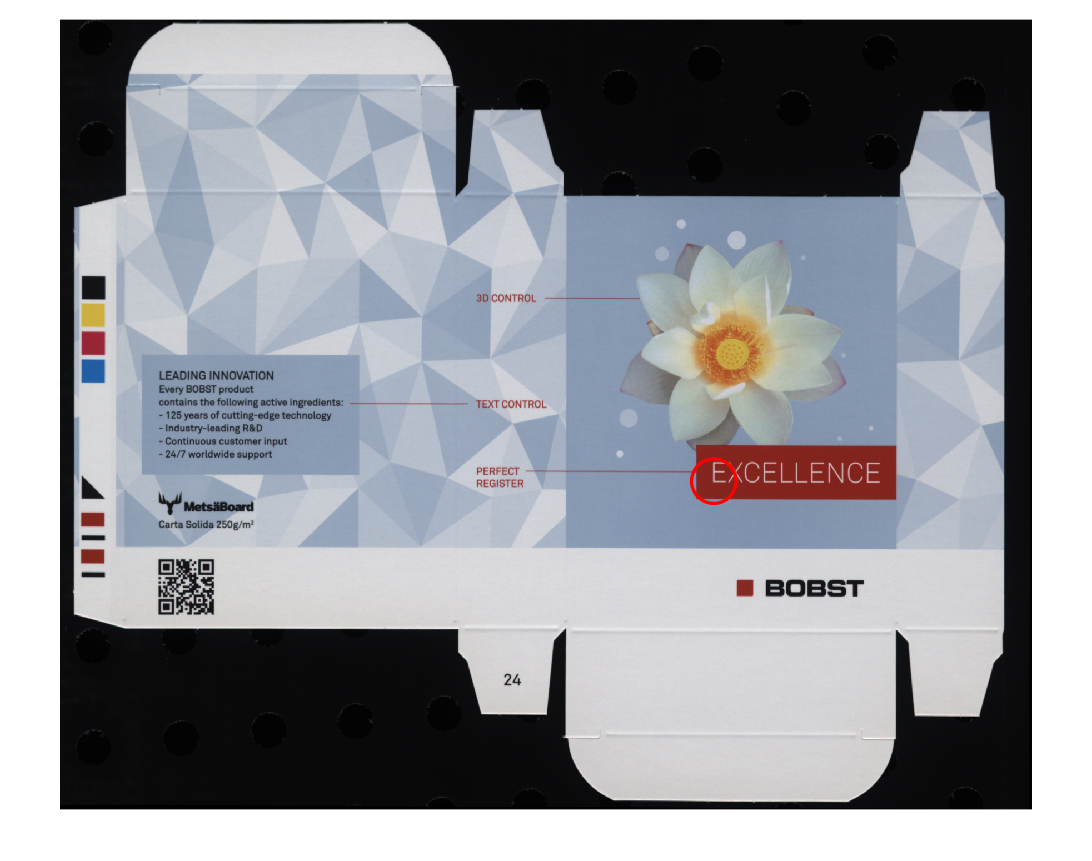 3D CONTROL
LEADING INNOVATION
Every BOBST product
contains the following active ingredients:
- 125 years of cutting-edge technology
- Industry-leading R&D
- Continuous customer input
- 24/7 worldwide support
TEXT CONTROL
PERFECT
REGISTER
EXCELLENCE
MetsäBoard
Carta Solida 250g/m²
BOBST
24